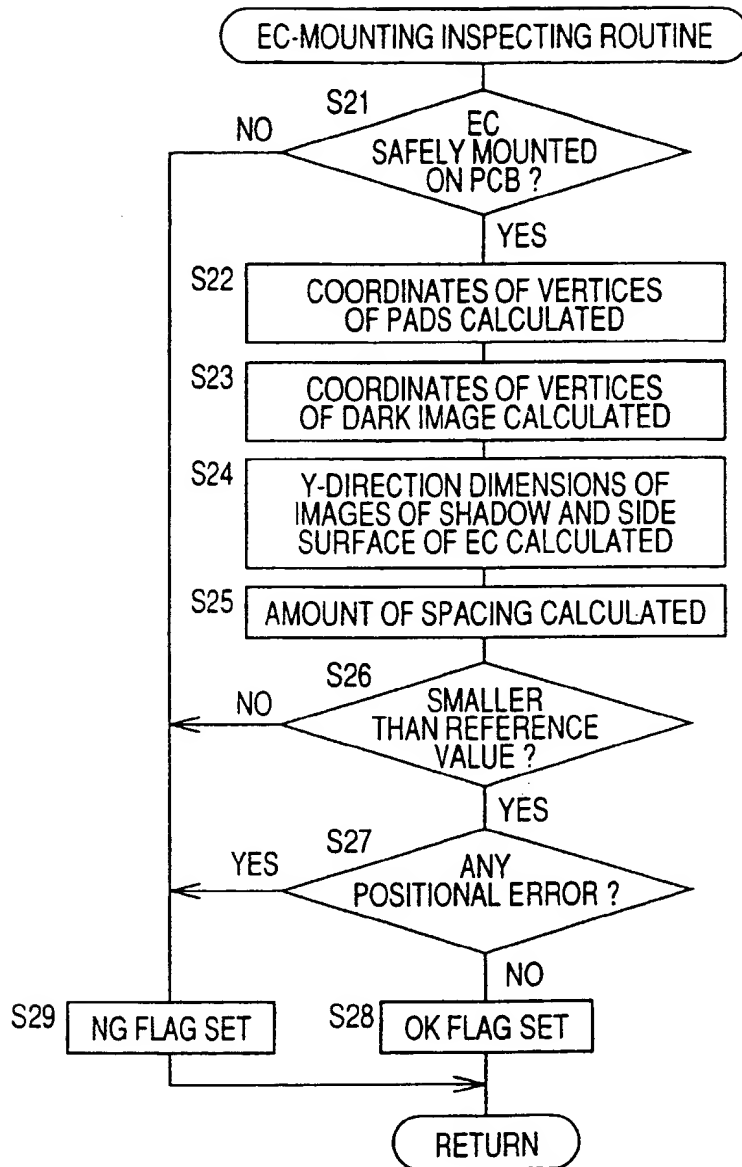 EC-MOUNTING INSPECTING ROUTINE
S21
NO
EC
SAFELY MOUNTED
ON PCB ?
YES
S22
COORDINATES OF VERTICES
OF PADS CALCULATED
S23
COORDINATES OF VERTICES
OF DARK IMAGE CALCULATED
S24
Y-DIRECTION DIMENSIONS OF
IMAGES OF SHADOW AND SIDE
SURFACE OF EC CALCULATED
S25
AMOUNT OF SPACING CALCULATED
S26
NO
SMALLER
THAN REFERENCE
VALUE ?
YES
S27
YES
ANY
POSITIONAL ERROR ?
NO
S29
NG FLAG SET
S28
OK FLAG SET
RETURN